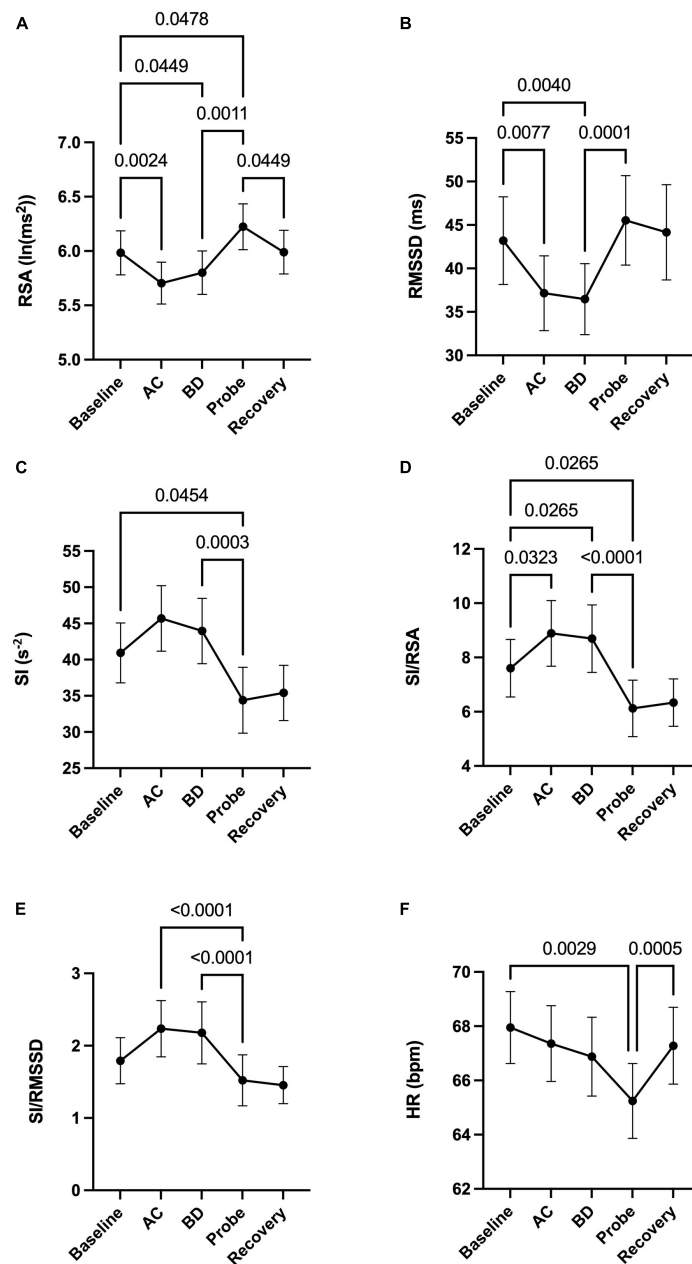 A
0.0478
0.0449
0.0011
0.0024
0.0449
7.0
6.5
6.0
5.5
5.0
RSA (ln(ms²))
Baseline
AC
BD
Probe
Recovery
B
0.0040
0.0077
0.0001
55
50
45
40
35
30
RMSSD (ms)
Baseline
AC
BD
Probe
Recovery
C
0.0454
0.0003
55
50
45
40
35
30
25
SI (s⁻²)
Baseline
AC
BD
Probe
Recovery
D
0.0265
0.0265
0.0323
<0.0001
12
10
8
6
4
SI/RSA
Baseline
AC
BD
Probe
Recovery
E
<0.0001
<0.0001
3
2
1
0
SI/RMSSD
Baseline
AC
BD
Probe
Recovery
F
0.0029
0.0005
70
68
66
64
62
HR (bpm)
Baseline
AC
BD
Probe
Recovery